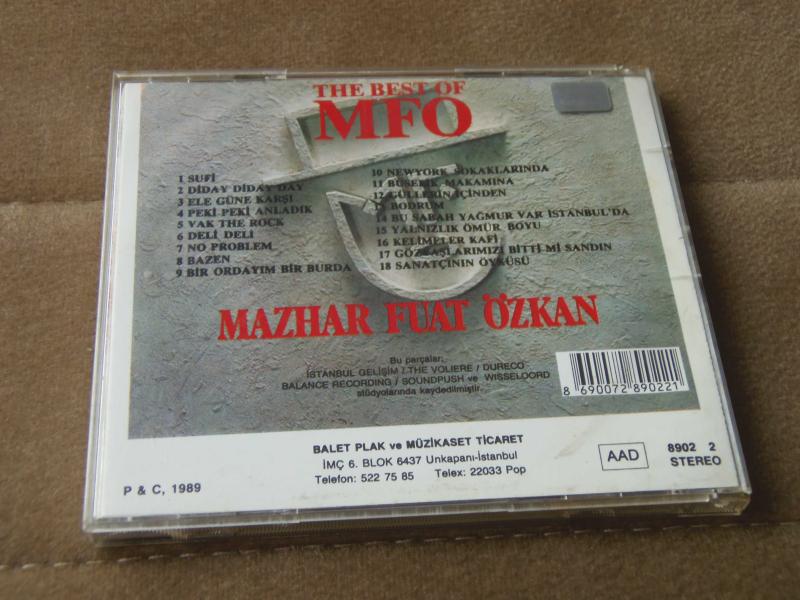 THE BEST OF
MFO
1 SUFİ
2 DİDAY DİDAY DAY
3 ELE GÜNE KARŞI
4 PEKİ PEKİ ANLADIK
5 VAK THE ROCK
6 DELİ DELİ
7 NO PROBLEM
8 BAZEN
9 BİR ORDAYIM BİR BURDA
10 NEWYORK SOKAKLARINDA
11 BUSELİK MAKAMINA
12 GÜLLERİN İÇİNDEN
13 BODRUM
14 BU SABAH YAĞMUR VAR İSTANBUL'DA
15 YALNIZLIK ÖMÜR BOYU
16 KELİMELER KAFİ
17 GÖZYAŞLARIMIZI BİTTİ Mİ SANDIN
18 SANATÇININ ÖYKÜSÜ
MAZHAR FUAT ÖZKAN
Bu parçalar:
İSTANBUL GELİŞİM / THE VOLIERE / DURECO
BALANCE RECORDING / SOUNDPUSH ve WISSELOORD
stüdyolarında kaydedilmiştir.
8 690072 890221
BALET PLAK ve MÜZİKASET TİCARET
İMÇ 6. BLOK 6437 Unkapanı-İstanbul
Telefon: 522 75 85 Telex: 22033 Pop
P & C, 1989
AAD
8902 2
STEREO